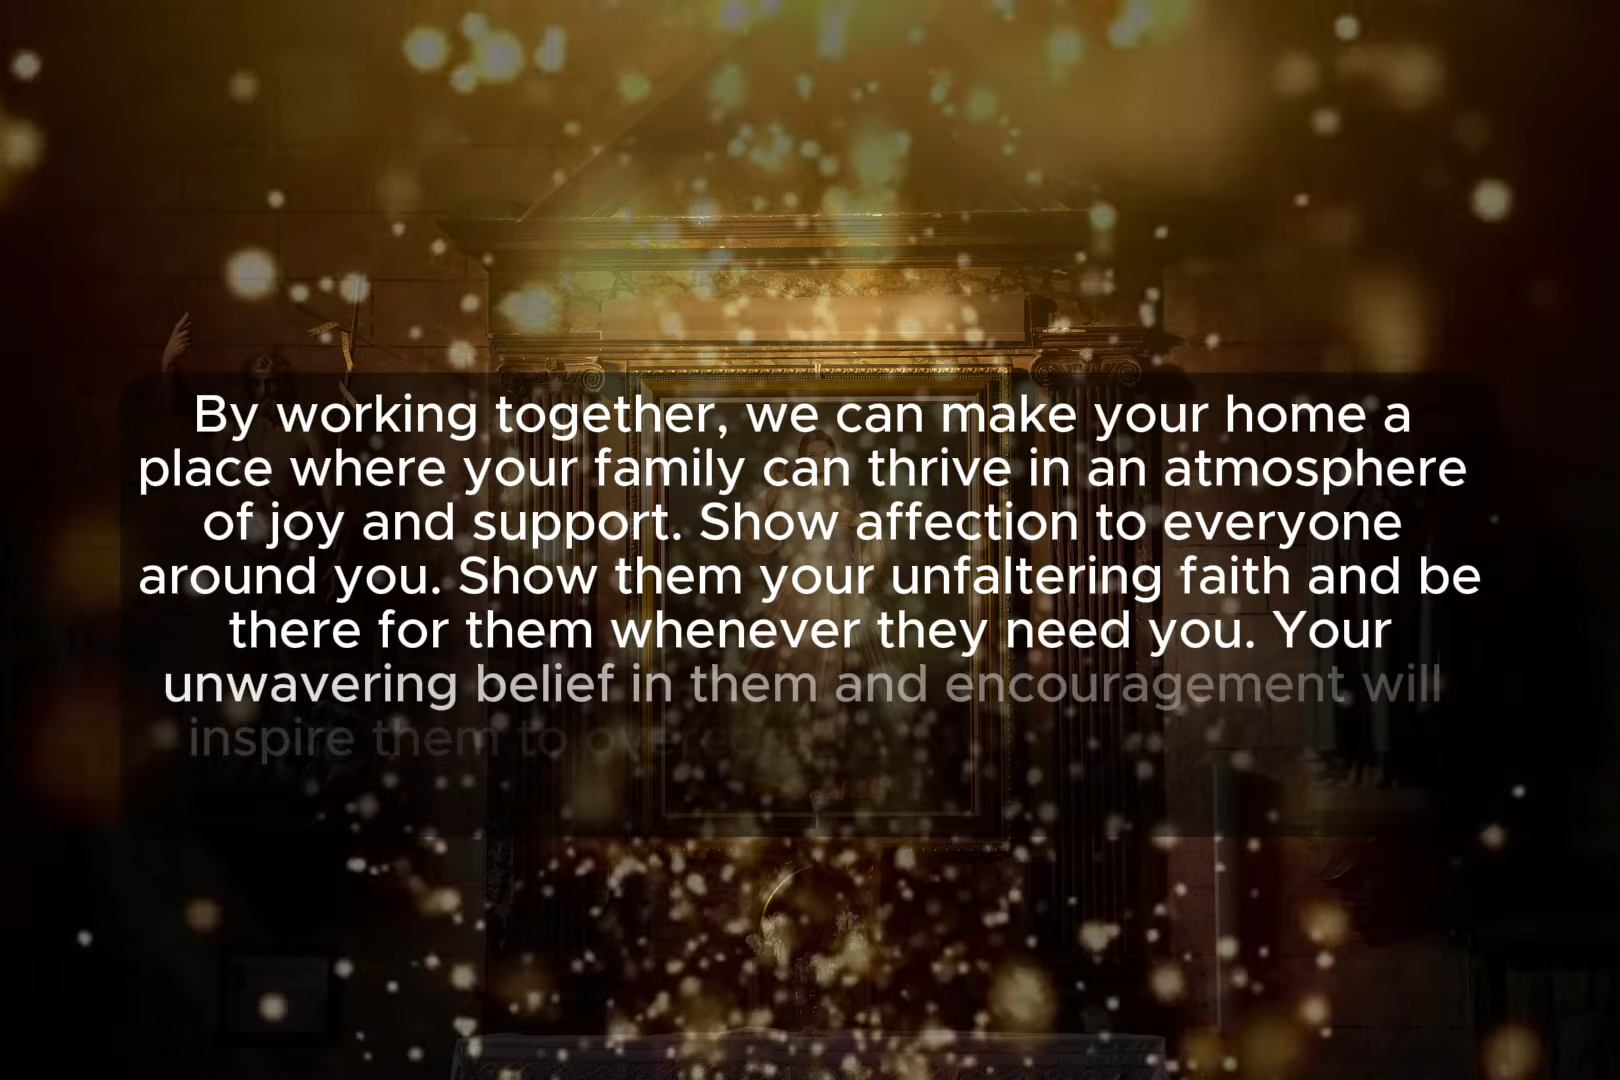 By working together, we can make your home a
place where your family can thrive in an atmosphere
of joy and support. Show affection to everyone
around you. Show them your unfaltering faith and be
there for them whenever they need you. Your
unwavering belief in them and encouragement will
inspire them to